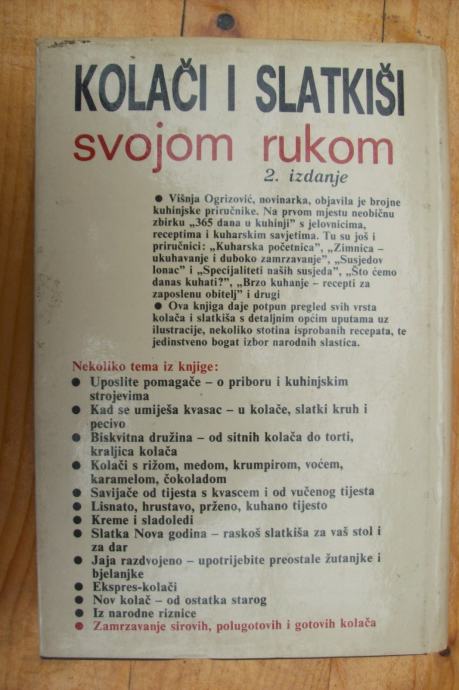 KOLAČI I SLATKIŠI
svojom rukom
2. izdanje
● Višnja Ogrizović, novinarka, objavila je brojne
kuhinjske priručnike. Na prvom mjestu neobičnu
zbirku „365 dana u kuhinji" s jelovnicima,
receptima i kuharskim savjetima. Tu su još i
priručnici: „Kuharska početnica", „Zimnica –
ukuhavanje i duboko zamrzavanje", „Susjedov
lonac" i „Specijaliteti naših susjeda", „Što ćemo
danas kuhati?", „Brzo kuhanje – recepti za
zaposlenu obitelj" i drugi
● Ova knjiga daje potpun pregled svih vrsta
kolača i slatkiša s detaljnim općim uputama uz
ilustracije, nekoliko stotina isprobanih recepata, te
jedinstveno bogat izbor narodnih slastica.
Nekoliko tema iz knjige:
● Uposlite pomagače – o priboru i kuhinjskim
strojevima
● Kad se umiješa kvasac – u kolače, slatki kruh i
pecivo
● Biskvitna družina – od sitnih kolača do torti,
kraljica kolača
● Kolači s rižom, medom, krumpirom, voćem,
karamelom, čokoladom
● Savijače od tijesta s kvascem i od vučenog tijesta
● Lisnato, hrustavo, prženo, kuhano tijesto
● Kreme i sladoledi
● Slatka Nova godina – raskoš slatkiša za vaš stol i
za dar
● Jaja razdvojeno – upotrijebite preostale žutanjke i
bjelanjke
● Ekspres-kolači
● Nov kolač – od ostatka starog
● Iz narodne riznice
● Zamrzavanje sirovih, polugotovih i gotovih kolača